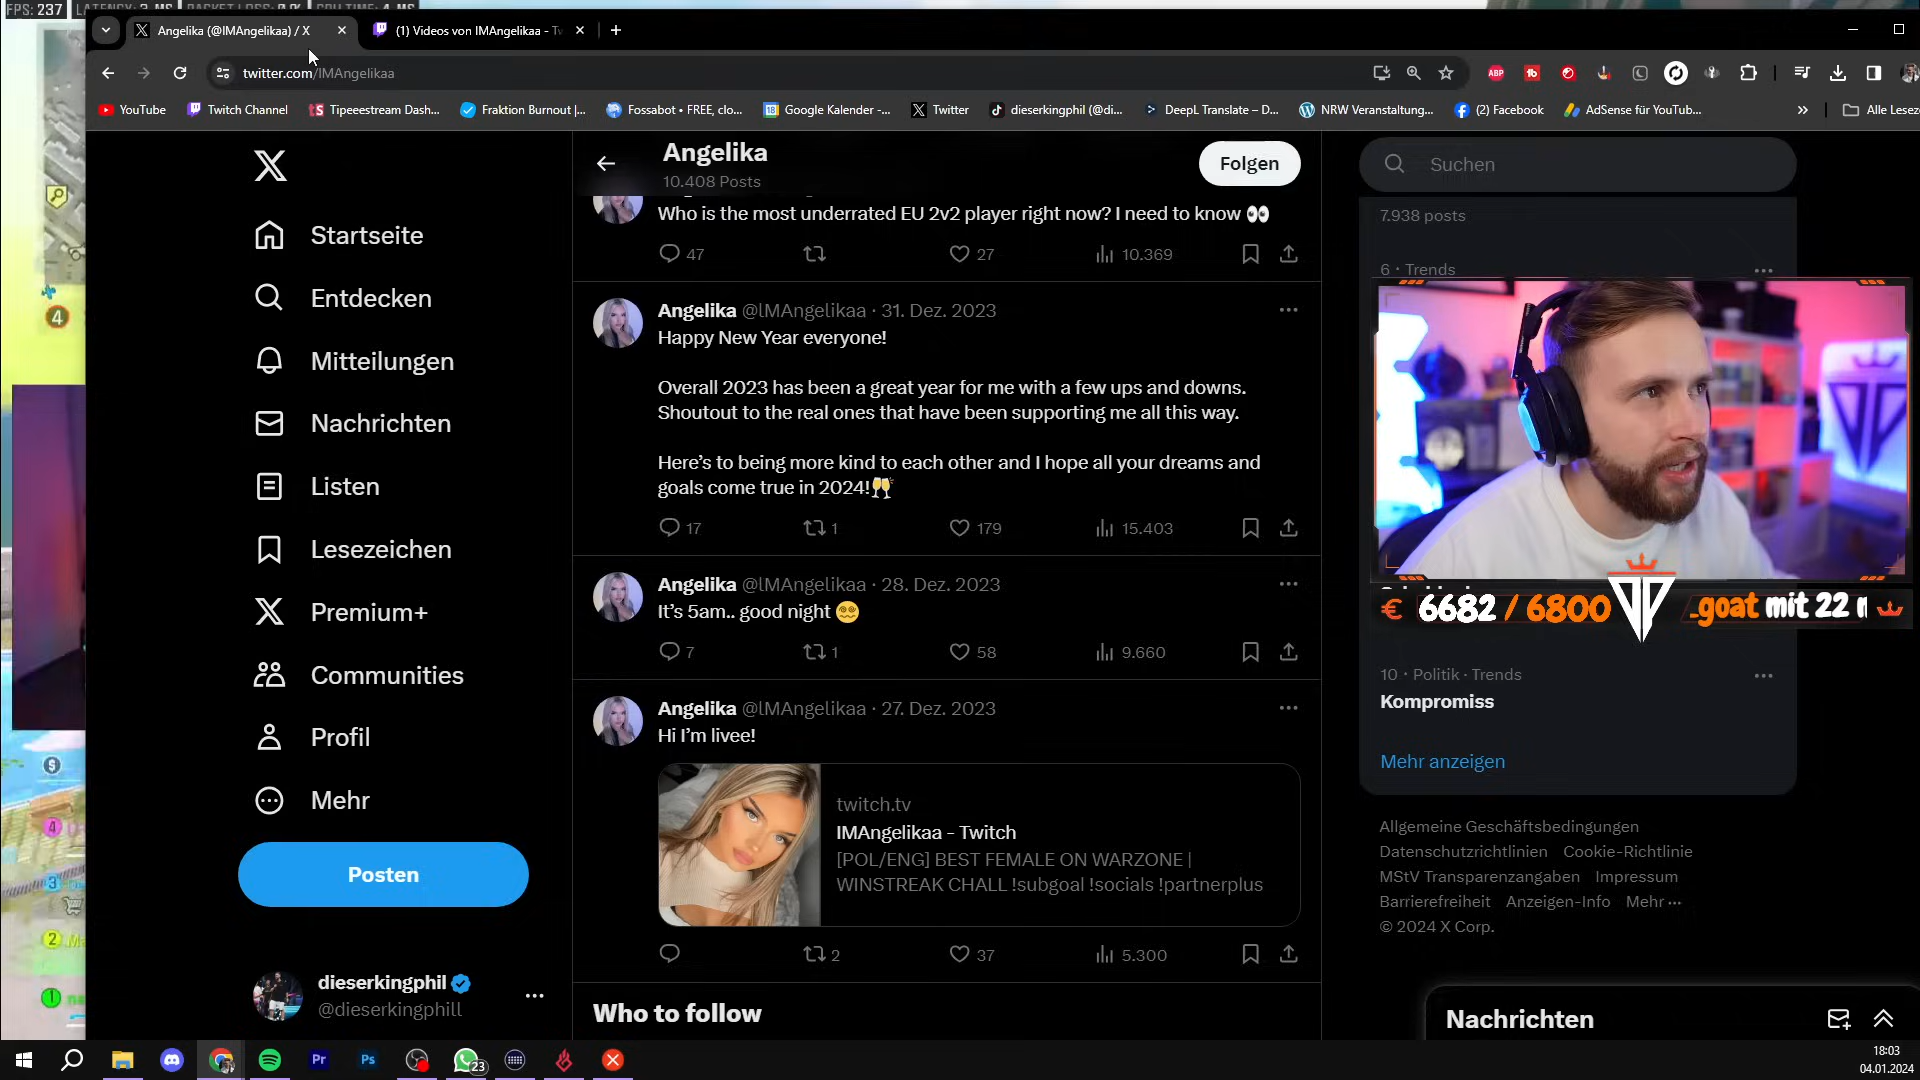 FPS: 237 LATENCY: 3 MS PACKET LOSS: 0% CPU TIME: 4 MS
Angelika (@lMAngelikaa) / X
(1) Videos von IMAngelikaa - Tw
twitter.com/lMAngelikaa
YouTube
Twitch Channel
Tipeeestream Dash...
Fraktion Burnout |...
Fossabot • FREE, clo...
Google Kalender -...
Twitter
dieserkingphil (@di...
DeepL Translate – D...
NRW Veranstaltung...
(2) Facebook
AdSense für YouTub...
»
Alle Lesez
Startseite
Entdecken
Mitteilungen
Nachrichten
Listen
Lesezeichen
Premium+
Communities
Profil
Mehr
Posten
dieserkingphil
@dieserkingphill
Angelika
10.408 Posts
Folgen
Who is the most underrated EU 2v2 player right now? I need to know 👀
47 27 10.369
Angelika @lMAngelikaa · 31. Dez. 2023
Happy New Year everyone!
Overall 2023 has been a great year for me with a few ups and downs.
Shoutout to the real ones that have been supporting me all this way.
Here’s to being more kind to each other and I hope all your dreams and
goals come true in 2024!🥂
17 1 179 15.403
Angelika @lMAngelikaa · 28. Dez. 2023
It’s 5am.. good night 😵‍💫
7 1 58 9.660
Angelika @lMAngelikaa · 27. Dez. 2023
Hi I’m livee!
twitch.tv
IMAngelikaa - Twitch
[POL/ENG] BEST FEMALE ON WARZONE |
WINSTREAK CHALL !subgoal !socials !partnerplus
2 37 5.300
Who to follow
Suchen
7.938 posts
6 · Trends
€ 6682 / 6800
_goat mit 22
10 · Politik · Trends
Kompromiss
Mehr anzeigen
Allgemeine Geschäftsbedingungen
Datenschutzrichtlinien Cookie-Richtlinie
MStV Transparenzangaben Impressum
Barrierefreiheit Anzeigen-Info Mehr ···
© 2024 X Corp.
Nachrichten
23
18:03
04.01.2024